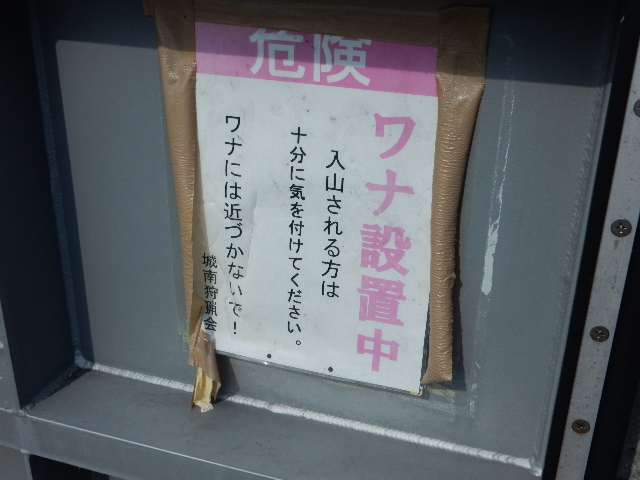 危険
ワナ設置中
入山される方は
十分に気を付けてください。
ワナには近づかないで！
城南狩猟会